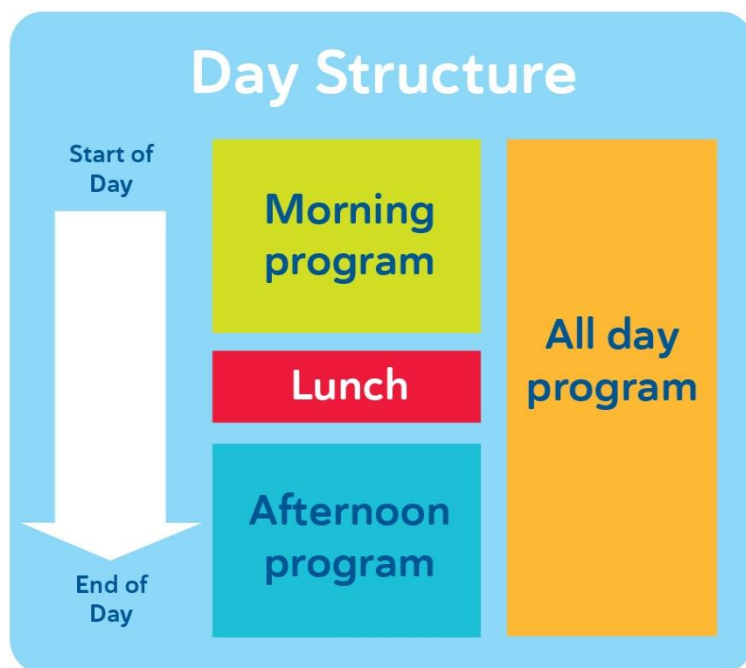 Day Structure
Start of
Day
Morning
program
Lunch
Afternoon
program
All day
program
End of
Day